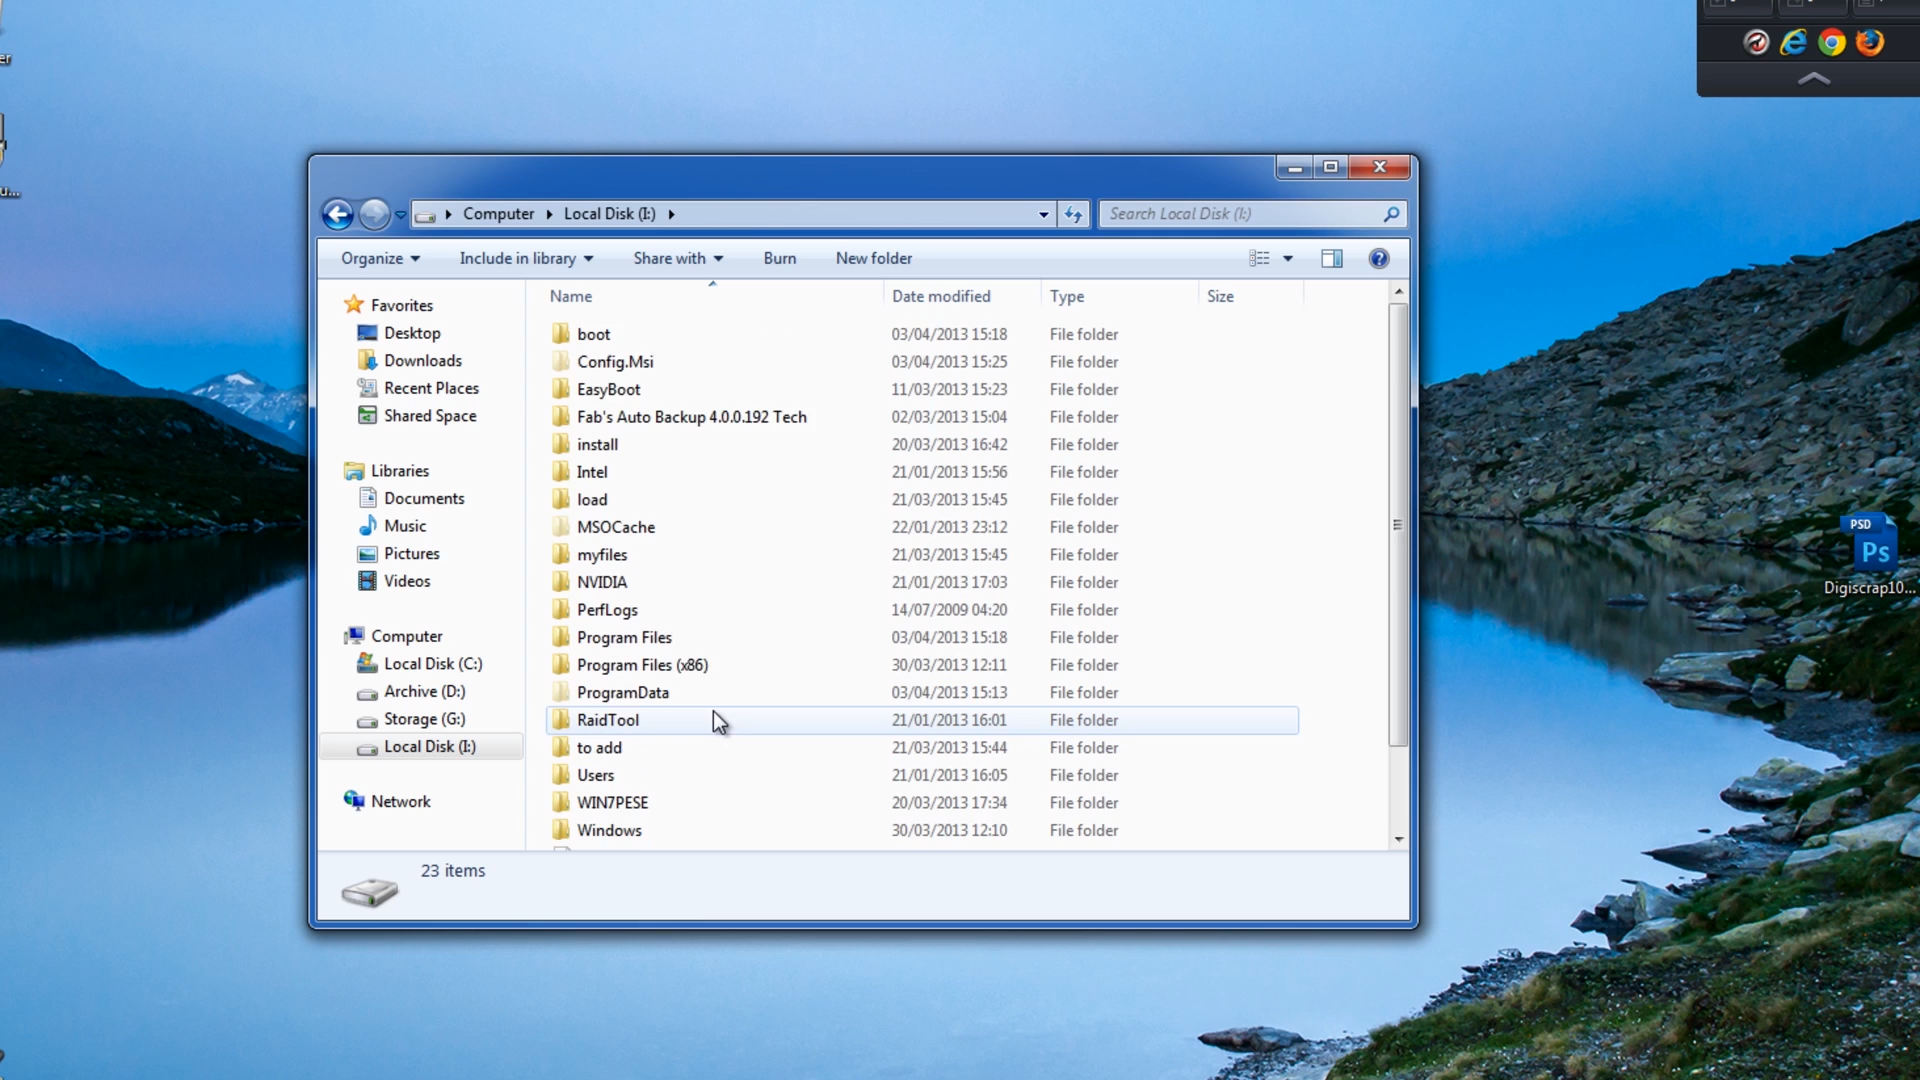 er
u...
Computer Local Disk (I:)
Search Local Disk (I:)
Organize Include in library Share with Burn New folder
Name Date modified Type Size
Favorites
Desktop
Downloads
Recent Places
Shared Space
Libraries
Documents
Music
Pictures
Videos
Computer
Local Disk (C:)
Archive (D:)
Storage (G:)
Local Disk (I:)
Network
boot 03/04/2013 15:18 File folder
Config.Msi 03/04/2013 15:25 File folder
EasyBoot 11/03/2013 15:23 File folder
Fab's Auto Backup 4.0.0.192 Tech 02/03/2013 15:04 File folder
install 20/03/2013 16:42 File folder
Intel 21/01/2013 15:56 File folder
load 21/03/2013 15:45 File folder
MSOCache 22/01/2013 23:12 File folder
myfiles 21/03/2013 15:45 File folder
NVIDIA 21/01/2013 17:03 File folder
PerfLogs 14/07/2009 04:20 File folder
Program Files 03/04/2013 15:18 File folder
Program Files (x86) 30/03/2013 12:11 File folder
ProgramData 03/04/2013 15:13 File folder
RaidTool 21/01/2013 16:01 File folder
to add 21/03/2013 15:44 File folder
Users 21/01/2013 16:05 File folder
WIN7PESE 20/03/2013 17:34 File folder
Windows 30/03/2013 12:10 File folder
23 items
PSD
Ps
Digiscrap10...